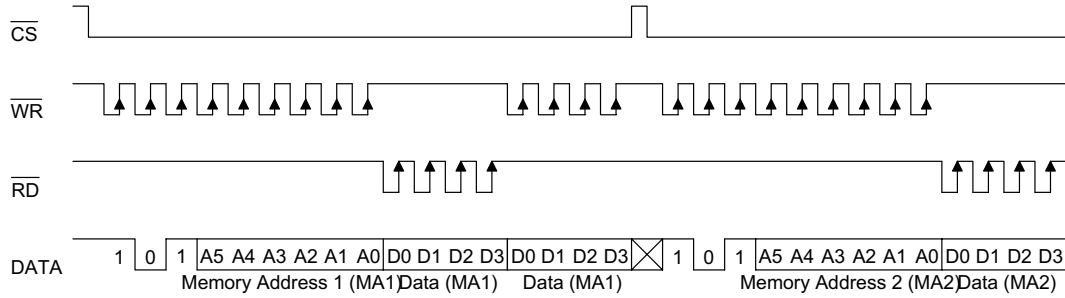 CS
WR
RD
DATA 1 0 1 A5 A4 A3 A2 A1 A0 D0 D1 D2 D3 D0 D1 D2 D3 1 0 1 A5 A4 A3 A2 A1 A0 D0 D1 D2 D3
Memory Address 1 (MA1) Data (MA1) Data (MA1) Memory Address 2 (MA2) Data (MA2)